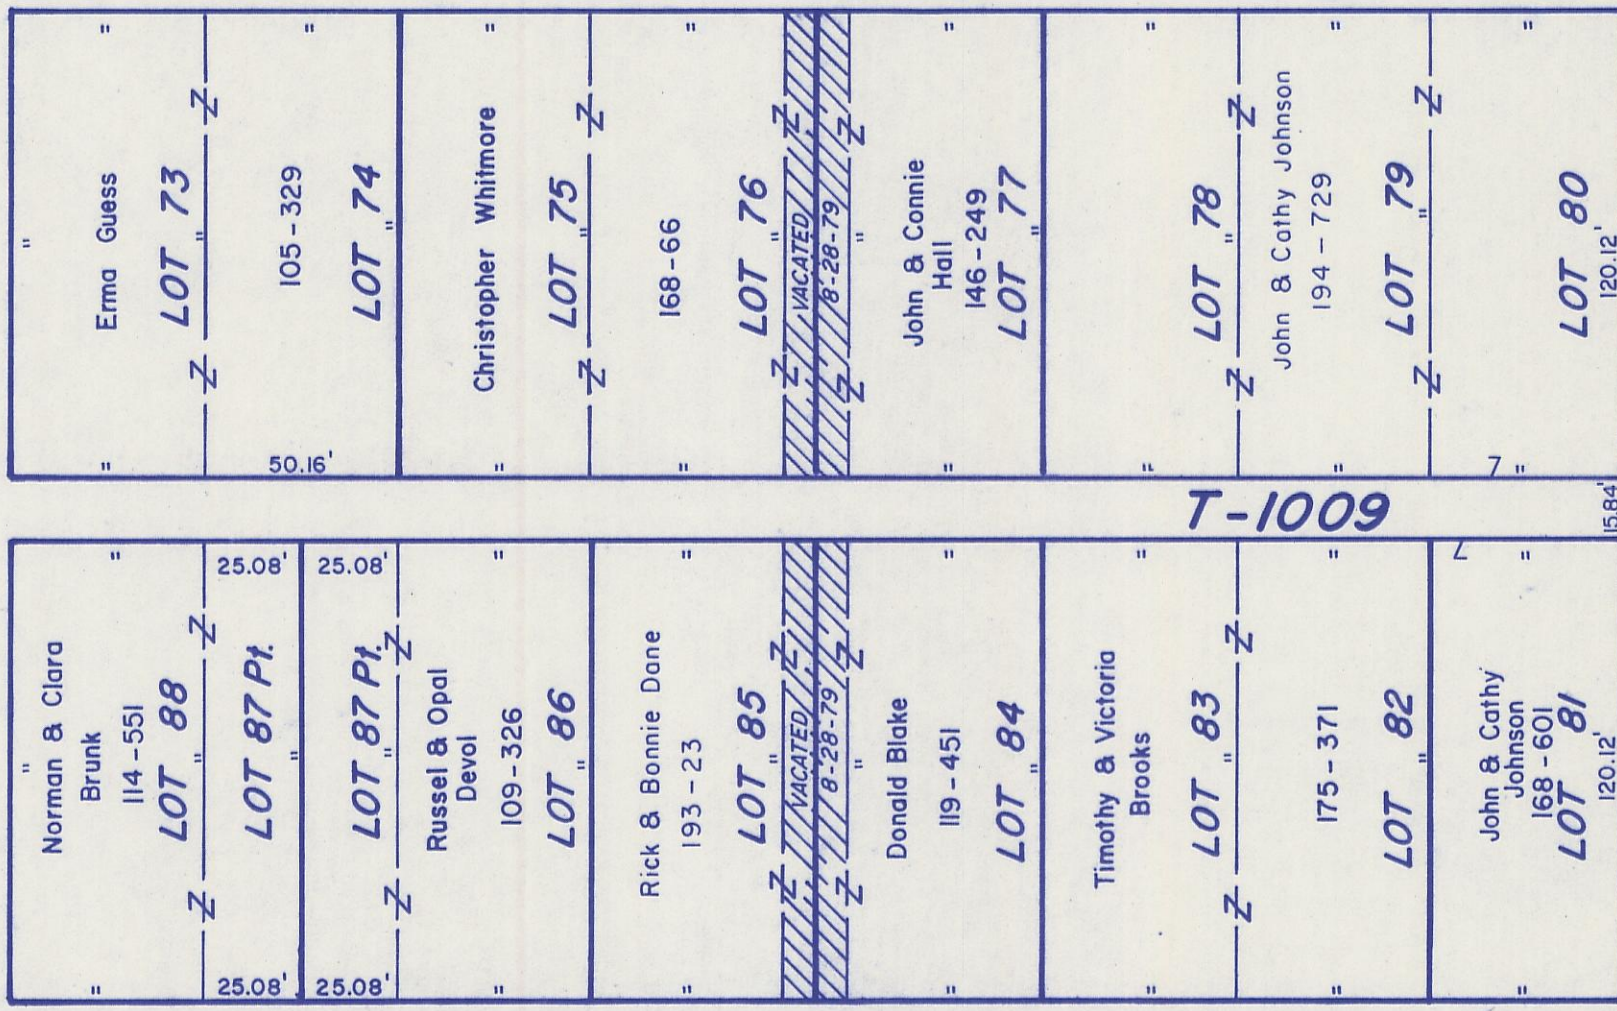 "
"
"
Erma Guess
LOT 73
"
"
105-329
50.16'
LOT 74
"
"
"
Christopher Whitmore
LOT 75
"
"
168-66
"
LOT 76
"
VACATED
8-28-79
"
"
John & Connie
Hall
146-249
"
LOT 77
"
"
"
LOT 78
"
"
John & Cathy Johnson
194-729
"
LOT 79
"
"
7 "
LOT 80
120.12'
T-1009
15.84'
"
"
Norman & Clara
Brunk
114-551
"
LOT 88
"
25.08'
25.08'
LOT 87 Pt.
"
25.08'
25.08'
LOT 87 Pt.
"
Russel & Opal
Devol
"
109-326
"
LOT 86
"
"
Rick & Bonnie Dane
193-23
"
LOT 85
"
VACATED
8-28-79
"
Donald Blake
"
119-451
"
LOT 84
"
Timothy & Victoria
Brooks
"
"
LOT 83
"
"
175-371
"
LOT 82
"
7
John & Cathy
Johnson
"
168-601
"
LOT 81
120.12'